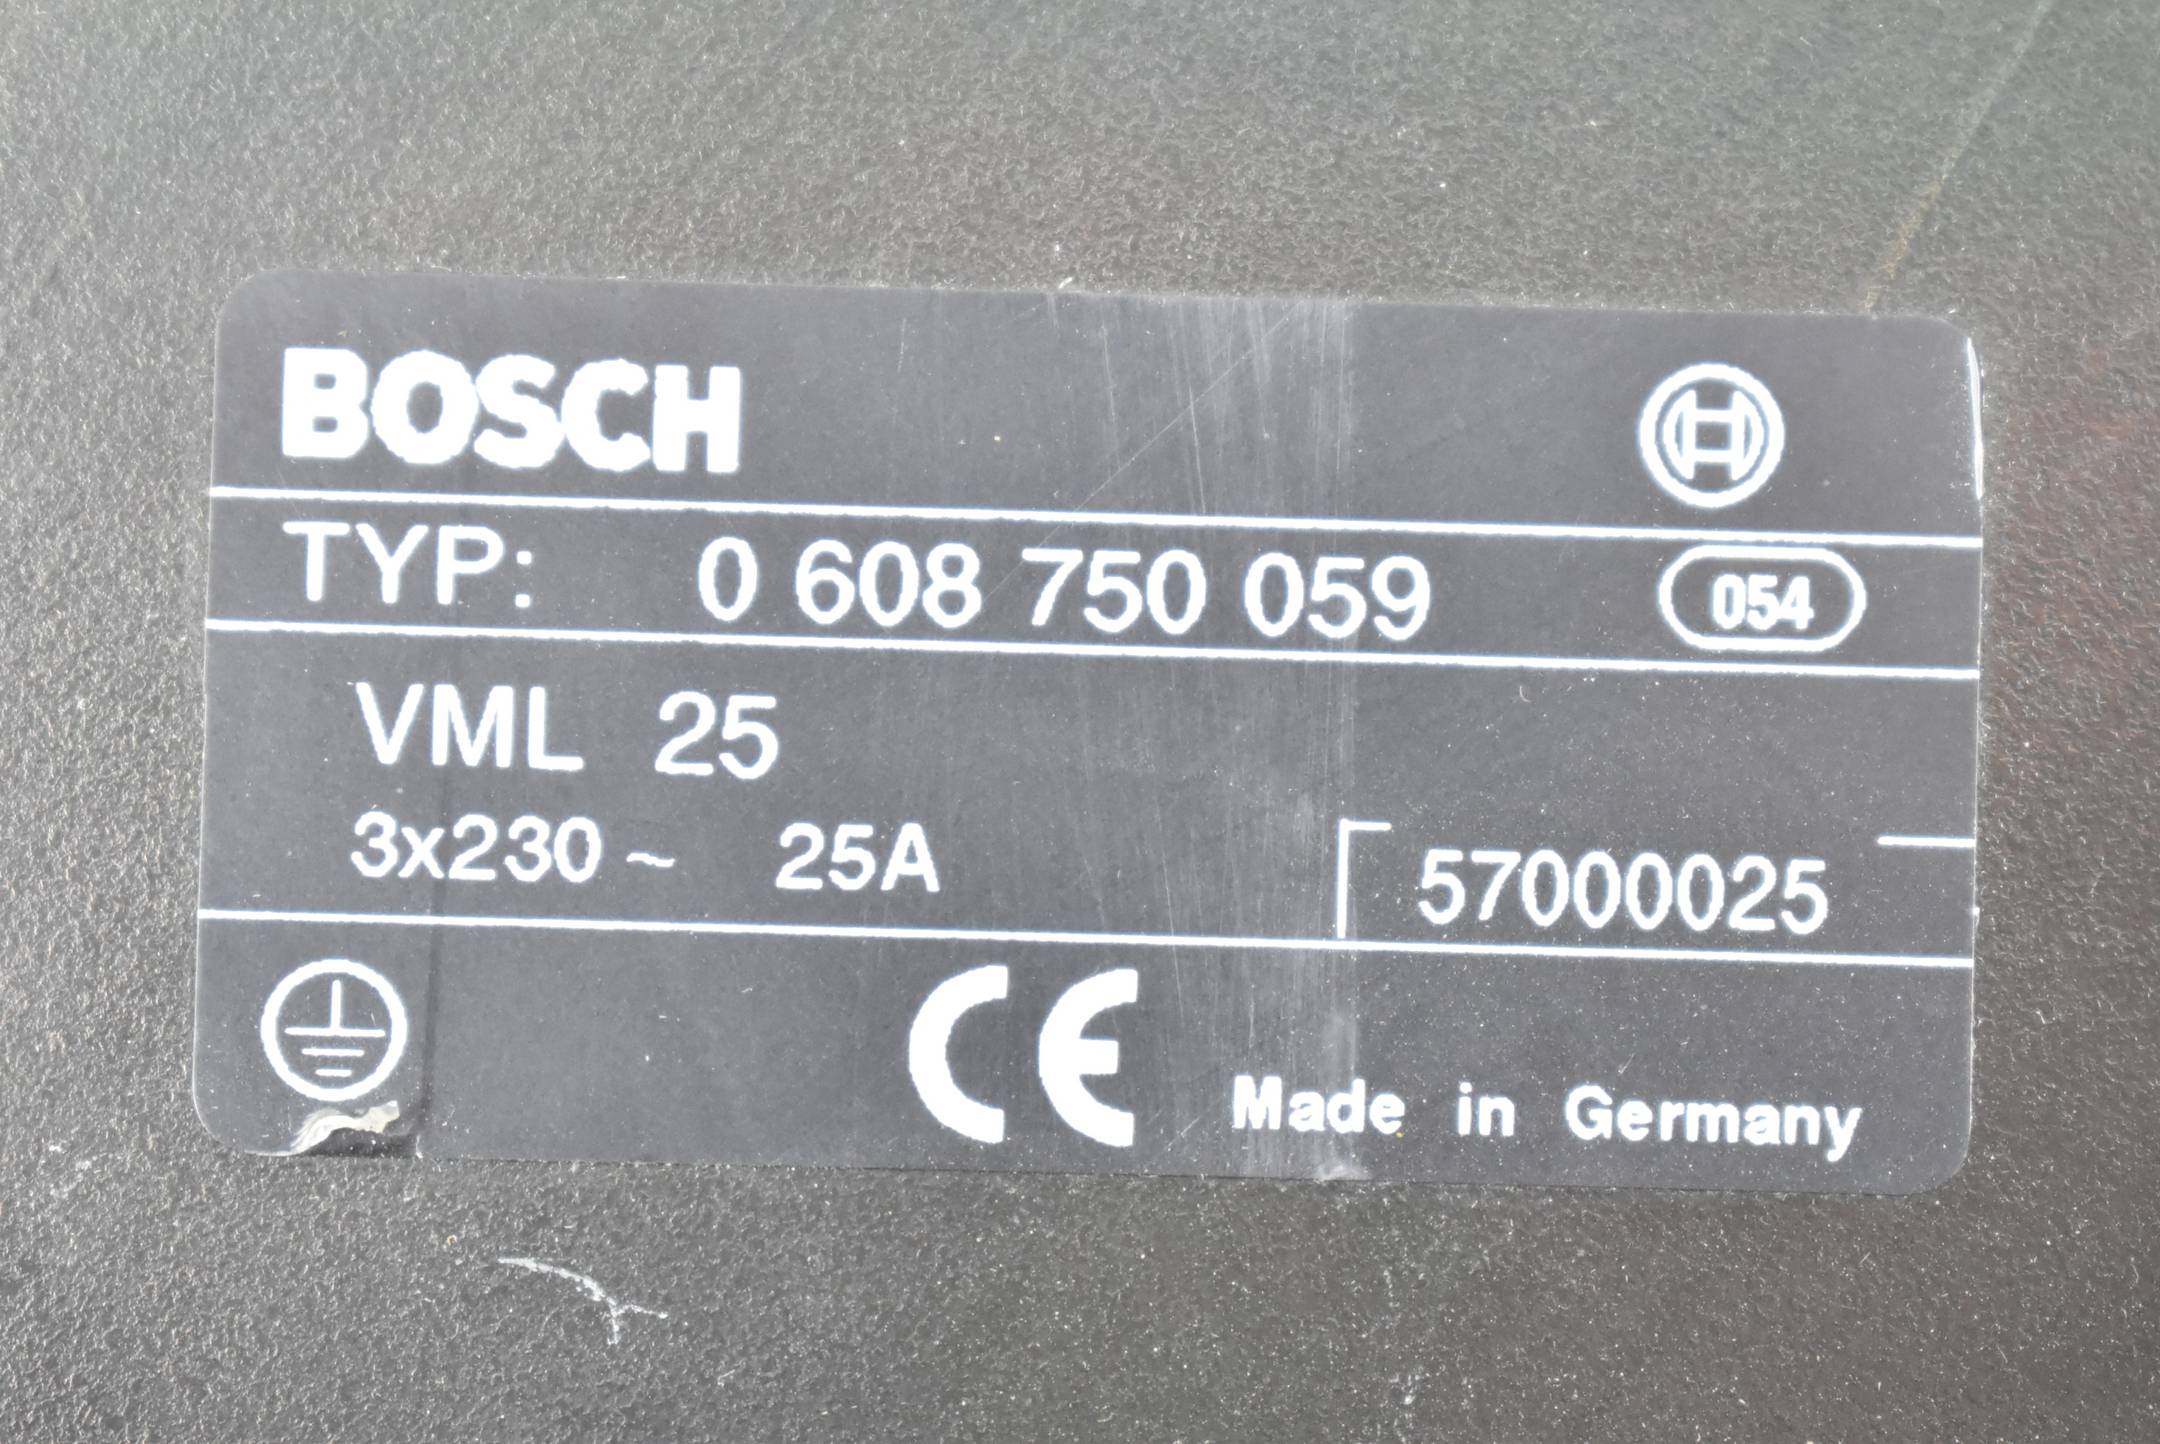 BOSCH
TYP: 0 608 750 059 054
VML 25
3x230 ~ 25A 57000025
CE Made in Germany